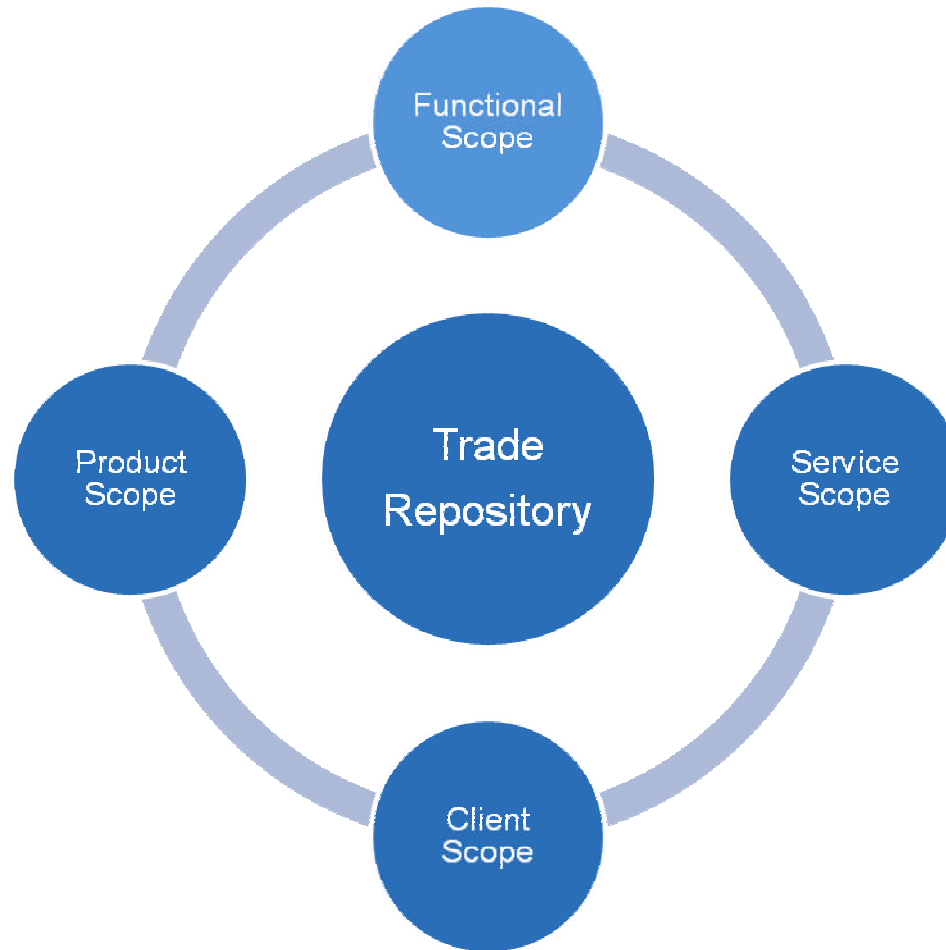 Functional
Scope
Product
Scope
Trade
Repository
Service
Scope
Client
Scope